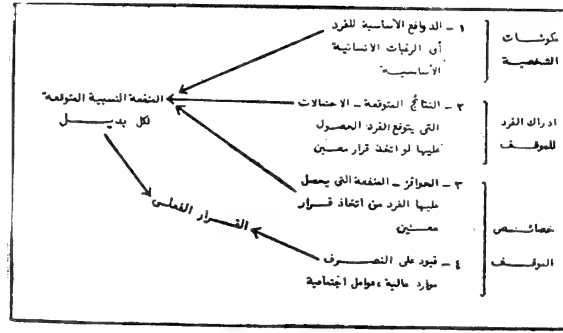 مكونات
الشخصية
١ - الدوافع الأساسية للفرد
أى الرغبات الانسانية
الأساسية
ادراك الفرد
للموقف
٢ - النتائج المتوقعة - الاحتمالات
التى يتوقع الفرد الحصول
عليها لو اتخذ قرار معين
خصائص
الموقف
٣ - الحوافز - المنفعة التى يحصل
عليها الفرد من اتخاذ قرار
معين
٤ - قيود على التصرف
موارد مالية ، عوامل اجتماعية
المنفعة النسبية المتوقعة
لكل بديل
القرار الفعلى